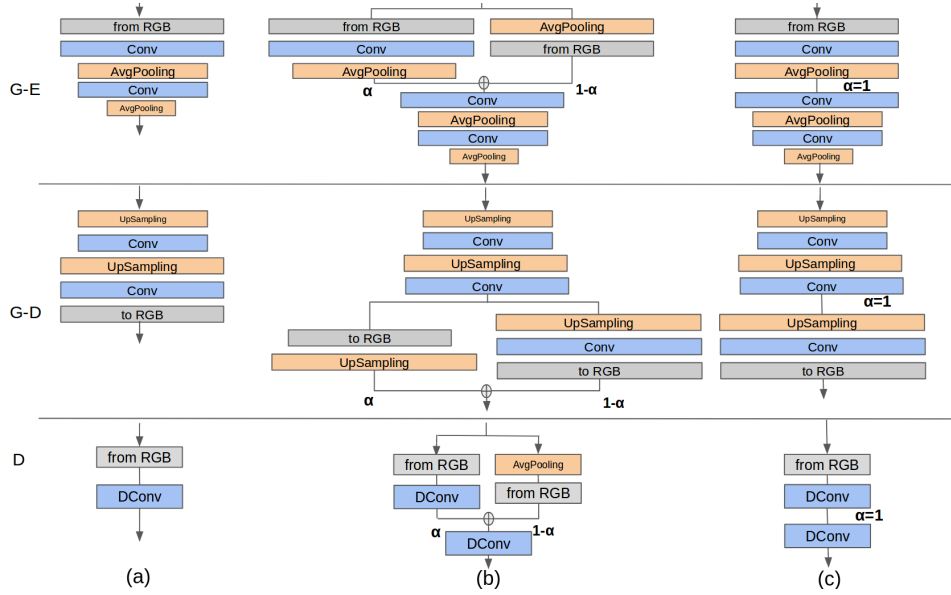 from RGB
Conv
AvgPooling
Conv
AvgPooling
from RGB
Conv
AvgPooling
AvgPooling
from RGB
α
1-α
Conv
AvgPooling
Conv
AvgPooling
from RGB
Conv
AvgPooling
α=1
Conv
AvgPooling
Conv
AvgPooling
G-E
UpSampling
Conv
UpSampling
Conv
to RGB
UpSampling
Conv
UpSampling
Conv
to RGB
UpSampling
UpSampling
Conv
to RGB
α
1-α
UpSampling
Conv
UpSampling
Conv
α=1
UpSampling
Conv
to RGB
G-D
D
from RGB
DConv
from RGB
DConv
AvgPooling
from RGB
α
1-α
DConv
from RGB
DConv
α=1
DConv
(a)
(b)
(c)